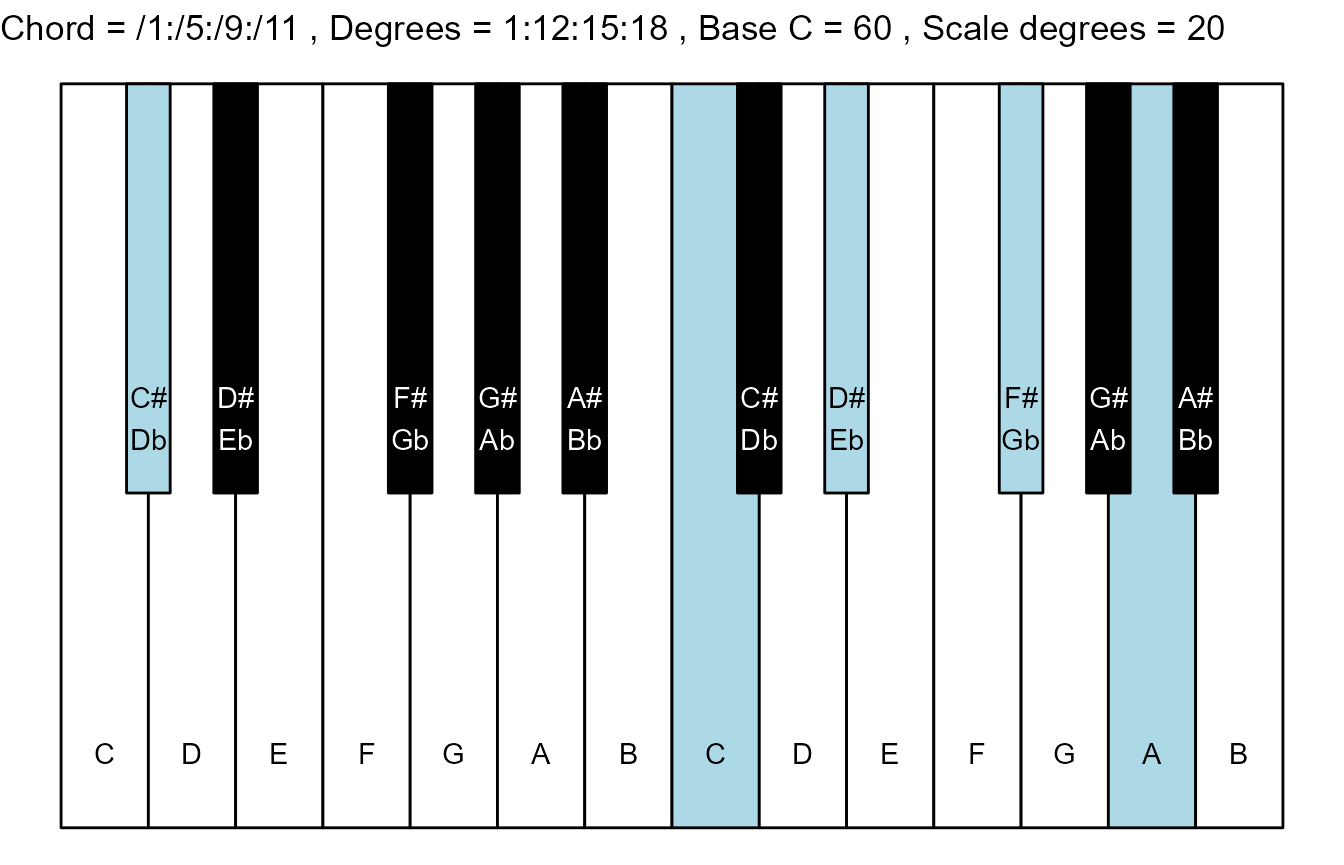 Chord = /1:/5:/9:/11 , Degrees = 1:12:15:18 , Base C = 60 , Scale degrees = 20
C# D# F# G# A# C# D# F# G# A#
Db Eb Gb Ab Bb Db Eb Gb Ab Bb
C D E F G A B C D E F G A B